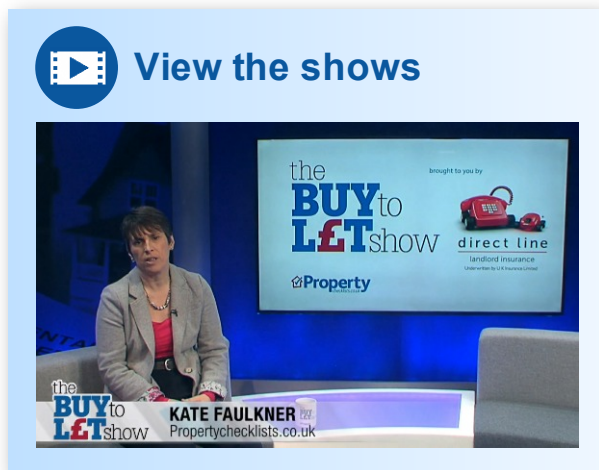 View the shows
the
BUY to
L£T show
Property
brought to you by
direct line
landlord insurance
Underwritten by U K Insurance Limited
the
BUY to
L£T show
KATE FAULKNER
Propertychecklists.co.uk